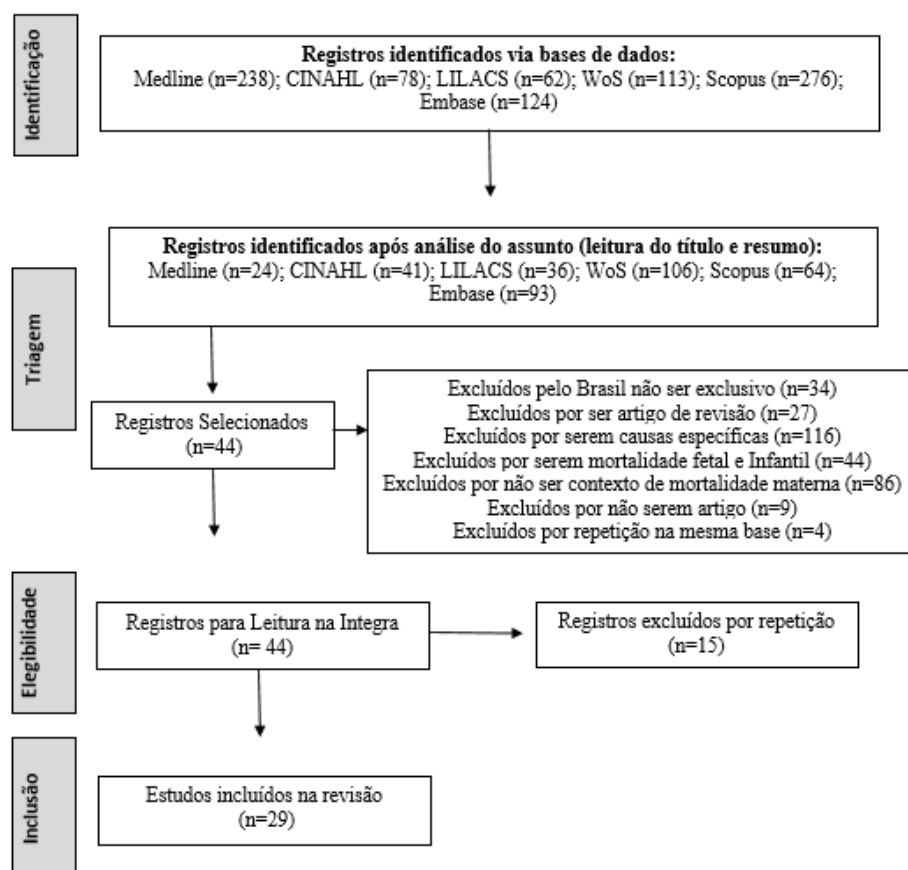 Identificação
Registros identificados via bases de dados:
Medline (n=238); CINAHL (n=78); LILACS (n=62); WoS (n=113); Scopus (n=276);
Embase (n=124)
Triagem
Registros identificados após análise do assunto (leitura do título e resumo):
Medline (n=24); CINAHL (n=41); LILACS (n=36); WoS (n=106); Scopus (n=64);
Embase (n=93)
Registros Selecionados
(n=44)
Excluídos pelo Brasil não ser exclusivo (n=34)
Excluídos por ser artigo de revisão (n=27)
Excluídos por serem causas específicas (n=116)
Excluídos por serem mortalidade fetal e Infantil (n=44)
Excluídos por não ser contexto de mortalidade materna (n=86)
Excluídos por não serem artigo (n=9)
Excluídos por repetição na mesma base (n=4)
Elegibilidade
Registros para Leitura na Integra
(n= 44)
Registros excluídos por repetição
(n=15)
Inclusão
Estudos incluídos na revisão
(n=29)